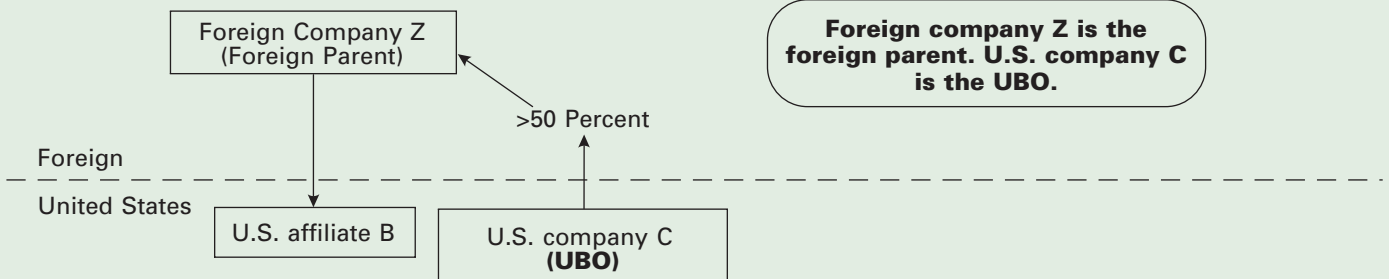 Foreign Company Z
(Foreign Parent)
Foreign company Z is the
foreign parent. U.S. company C
is the UBO.
>50 Percent
Foreign
United States
U.S. affiliate B
U.S. company C
(UBO)